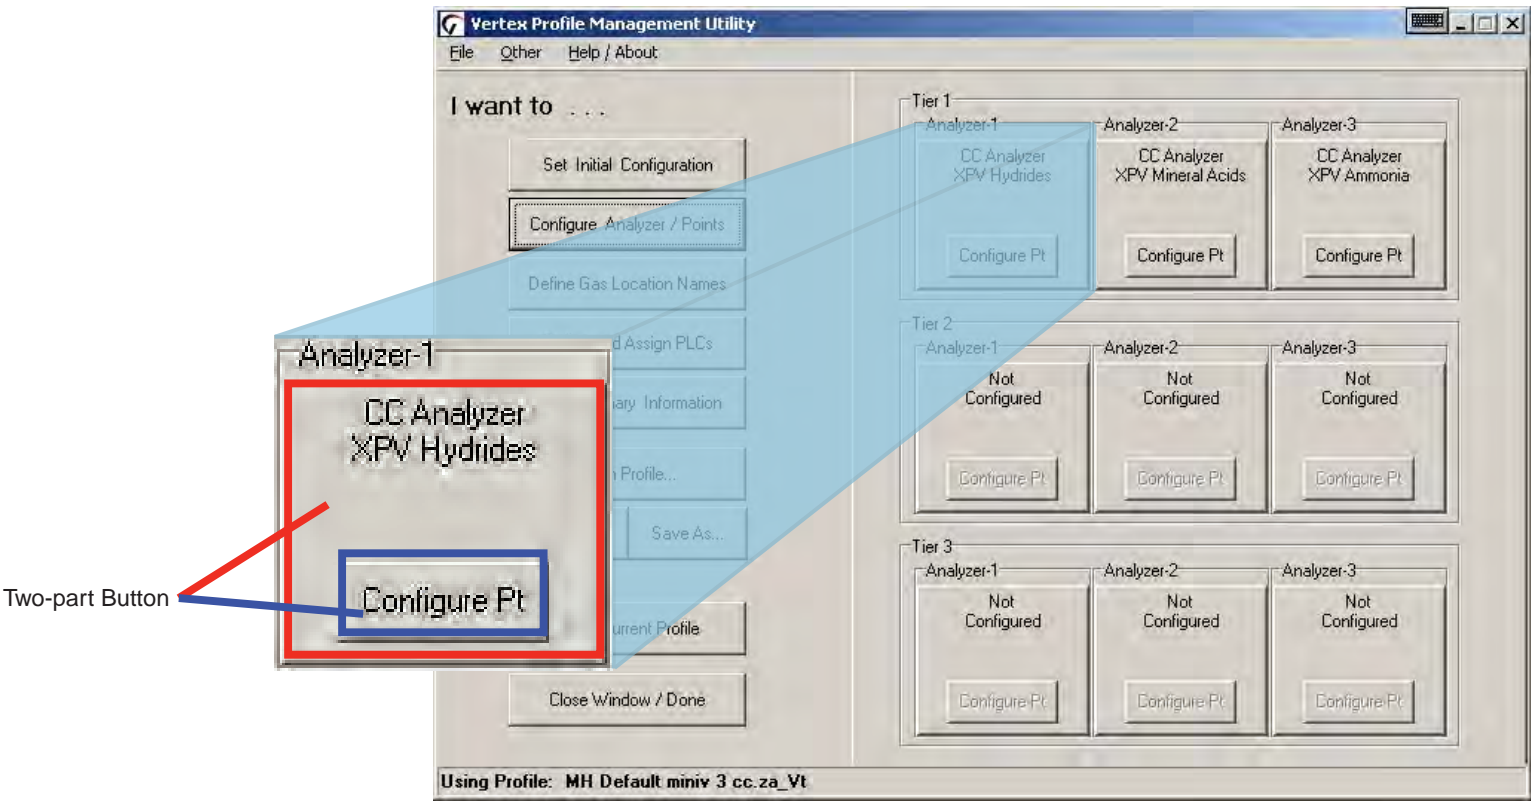 Vertex Profile Management Utility
File Other Help / About
I want to . . .
Set Initial Configuration
Configure Analyzer / Points
Define Gas Location Names
d Assign PLCs
ary Information
Profile...
Save As...
urrent Profile
Close Window / Done
Tier 1
Analyzer-1
CC Analyzer
XPV Hydrides
Configure Pt
Analyzer-2
CC Analyzer
XPV Mineral Acids
Configure Pt
Analyzer-3
CC Analyzer
XPV Ammonia
Configure Pt
Tier 2
Analyzer-1
Not
Configured
Configure Pt
Analyzer-2
Not
Configured
Configure Pt
Analyzer-3
Not
Configured
Configure Pt
Tier 3
Analyzer-1
Not
Configured
Configure Pt
Analyzer-2
Not
Configured
Configure Pt
Analyzer-3
Not
Configured
Configure Pt
Analyzer-1
CC Analyzer
XPV Hydrides
Configure Pt
Two-part Button
Using Profile: MH Default miniv 3 cc.za_Vt